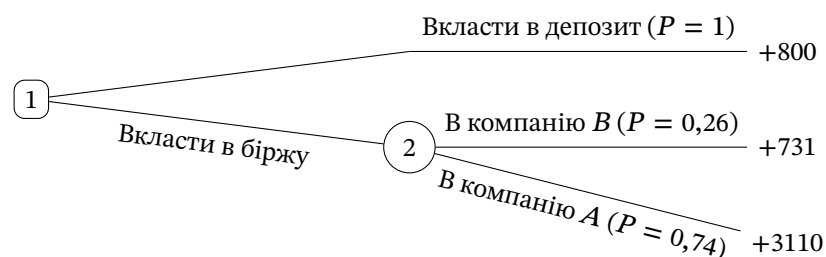 Вкласти в депозит (P = 1)
+800
1
Вкласти в біржу
2
В компанію B (P = 0,26)
+731
В компанію A (P = 0,74)
+3110